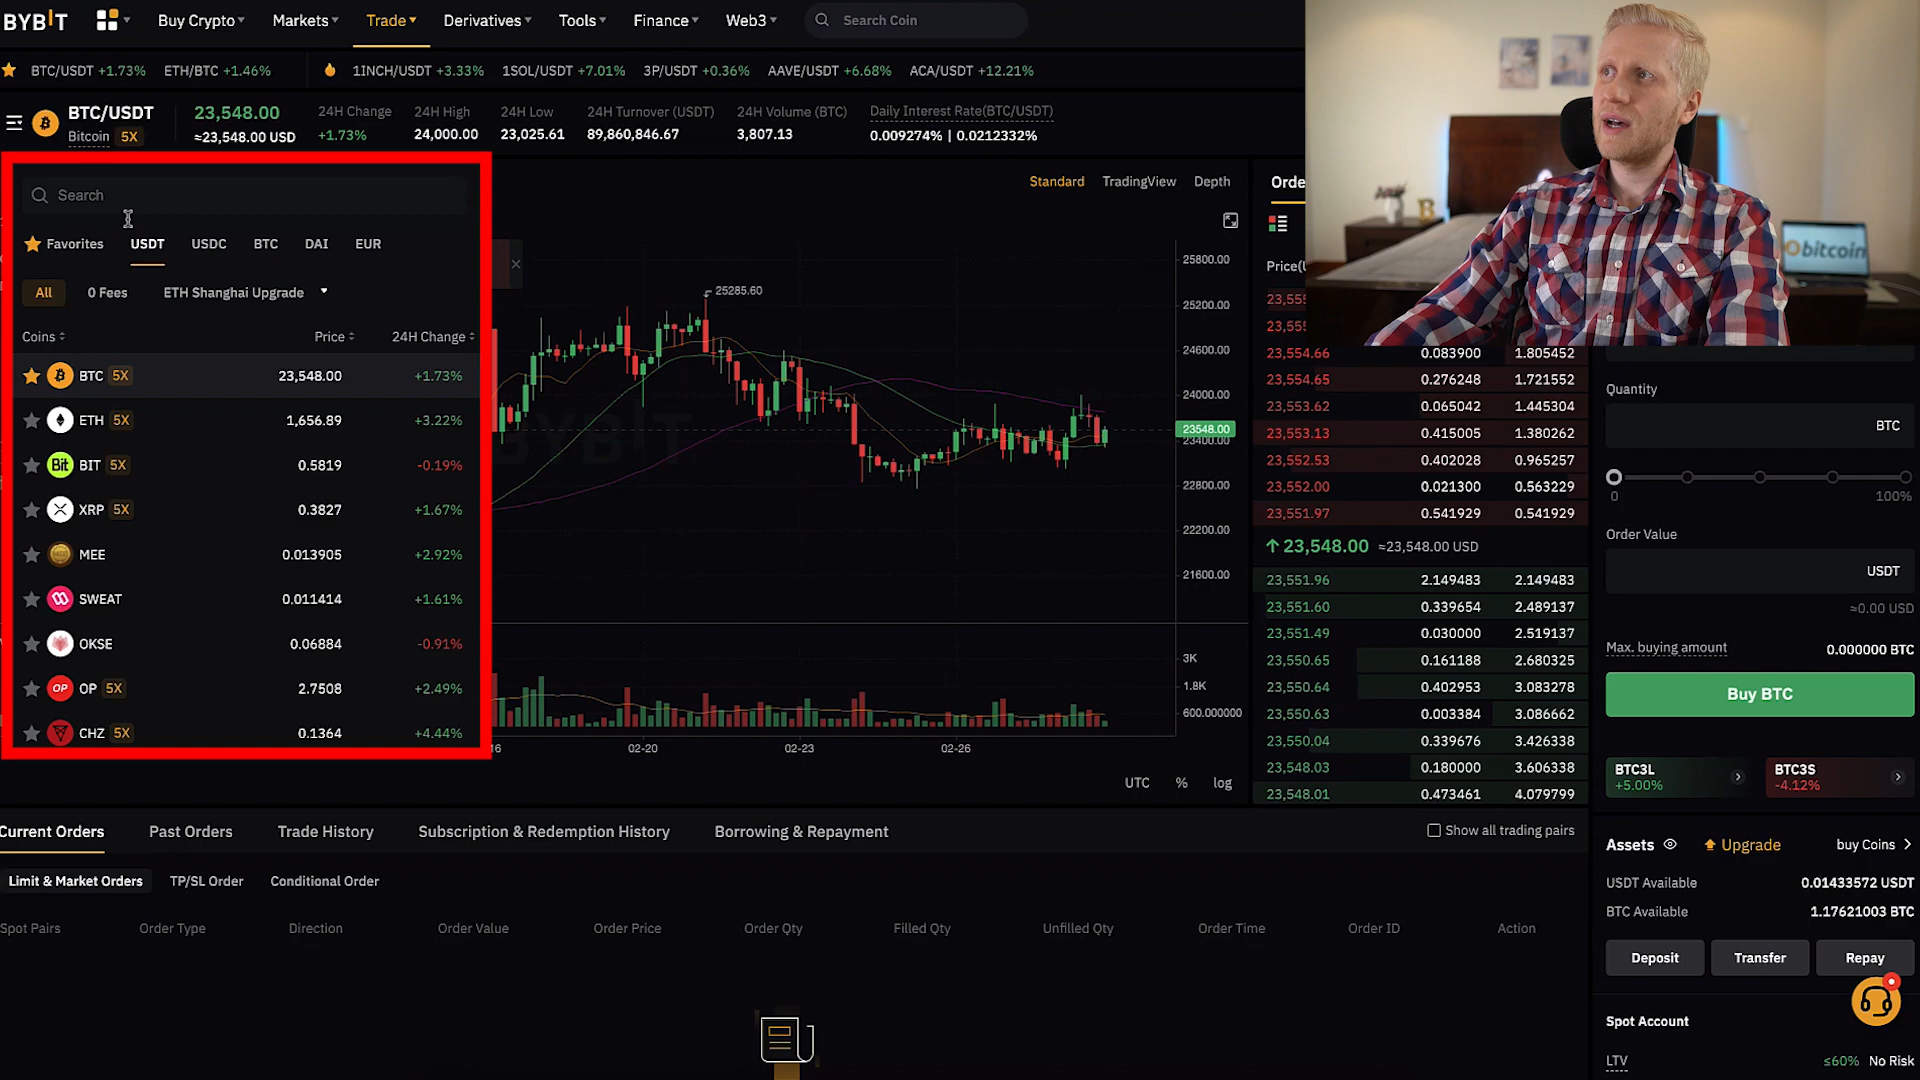 BYBIT
Buy Crypto
Markets
Trade
Derivatives
Tools
Finance
Web3
Search Coin
BTC/USDT +1.73%
ETH/BTC +1.46%
1INCH/USDT +3.33%
1SOL/USDT +7.01%
3P/USDT +0.36%
AAVE/USDT +6.68%
ACA/USDT +12.21%
BTC/USDT
Bitcoin 5X
23,548.00
≈23,548.00 USD
24H Change
+1.73%
24H High
24,000.00
24H Low
23,025.61
24H Turnover (USDT)
89,860,846.67
24H Volume (BTC)
3,807.13
Daily Interest Rate(BTC/USDT)
0.009274% | 0.0212332%
Search
Favorites USDT USDC BTC DAI EUR
All 0 Fees ETH Shanghai Upgrade
Coins Price 24H Change
BTC 5X 23,548.00 +1.73%
ETH 5X 1,656.89 +3.22%
Bit BIT 5X 0.5819 -0.19%
XRP 5X 0.3827 +1.67%
MEE 0.013905 +2.92%
SWEAT 0.011414 +1.61%
OKSE 0.06884 -0.91%
OP OP 5X 2.7508 +2.49%
CHZ 5X 0.1364 +4.44%
Standard TradingView Depth
25285.60
BYBIT
25800.00
25200.00
24600.00
24000.00
23548.00
23400.00
22800.00
22200.00
21600.00
3K
1.8K
600.000000
16 02-20 02-23 02-26
UTC % log
Orde
Price(U
23,555
23,55
23,554.66 0.083900 1.805452
23,554.65 0.276248 1.721552
23,553.62 0.065042 1.445304
23,553.13 0.415005 1.380262
23,552.53 0.402028 0.965257
23,552.00 0.021300 0.563229
23,551.97 0.541929 0.541929
23,548.00 ≈23,548.00 USD
23,551.96 2.149483 2.149483
23,551.60 0.339654 2.489137
23,551.49 0.030000 2.519137
23,550.65 0.161188 2.680325
23,550.64 0.402953 3.083278
23,550.63 0.003384 3.086662
23,550.04 0.339676 3.426338
23,548.03 0.180000 3.606338
23,548.01 0.473461 4.079799
bitcoin
Quantity
BTC
0 100%
Order Value
USDT
≈0.00 USD
Max. buying amount 0.000000 BTC
Buy BTC
BTC3L
+5.00%
BTC3S
-4.12%
Assets Upgrade buy Coins
USDT Available 0.01433572 USDT
BTC Available 1.17621003 BTC
Deposit Transfer Repay
Spot Account
LTV ≤60% No Risk
Current Orders Past Orders Trade History Subscription & Redemption History Borrowing & Repayment Show all trading pairs
Limit & Market Orders TP/SL Order Conditional Order
Spot Pairs Order Type Direction Order Value Order Price Order Qty Filled Qty Unfilled Qty Order Time Order ID Action